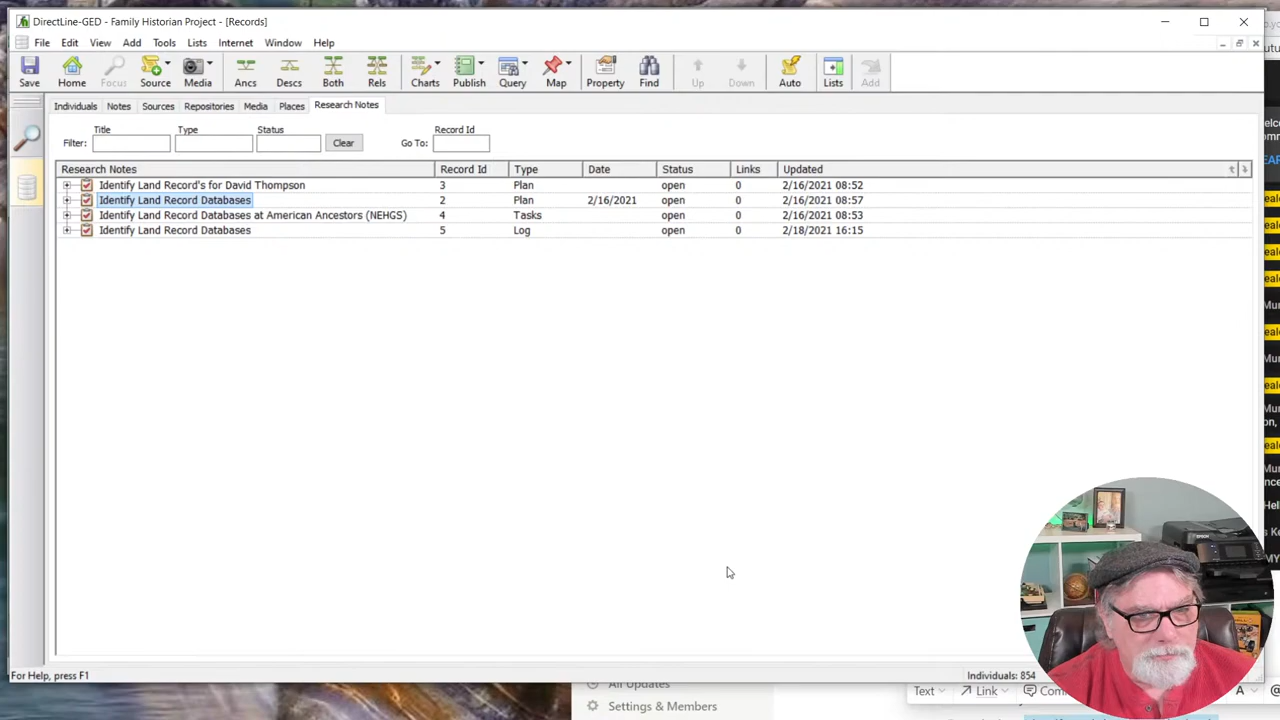 DirectLine-GED - Family Historian Project - [Records]
File Edit View Add Tools Lists Internet Window Help
Save Home Focus Source Media Ancs Descs Both Rels Charts Publish Query Map Property Find Up Down Auto Lists Add
Individuals Notes Sources Repositories Media Places Research Notes
Title Type Status Record Id
Filter: Clear Go To:
Research Notes Record Id Type Date Status Links Updated
Identify Land Record's for David Thompson 3 Plan open 0 2/16/2021 08:52
Identify Land Record Databases 2 Plan 2/16/2021 open 0 2/16/2021 08:57
Identify Land Record Databases at American Ancestors (NEHGS) 4 Tasks open 0 2/16/2021 08:53
Identify Land Record Databases 5 Log open 0 2/18/2021 16:15
For Help, press F1 Individuals: 854
All Updates
Settings & Members
Text Link